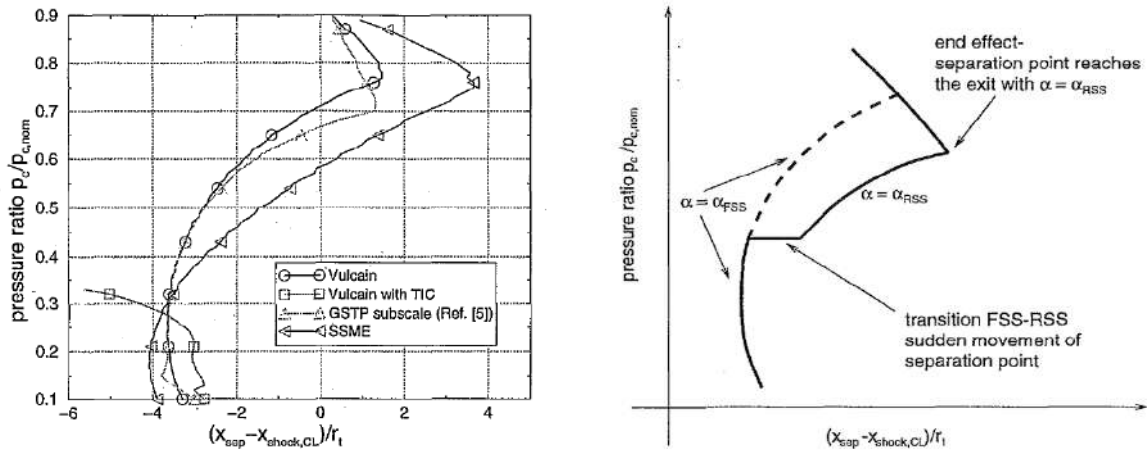 0.9
0.8
0.7
0.6
0.5
0.4
0.3
0.2
0.1
pressure ratio p_c/p_c,nom
Vulcain
Vulcain with TIC
GSTP subscale (Ref. [5])
SSME
−6
−4
−2
0
2
4
(x_sep−x_shock,CL)/r_t
pressure ratio p_c/p_c,nom
end effect-
separation point reaches
the exit with α = α_RSS
α = α_FSS
α = α_RSS
transition FSS-RSS
sudden movement of
separation point
(x_sep−x_shock,CL)/r_t